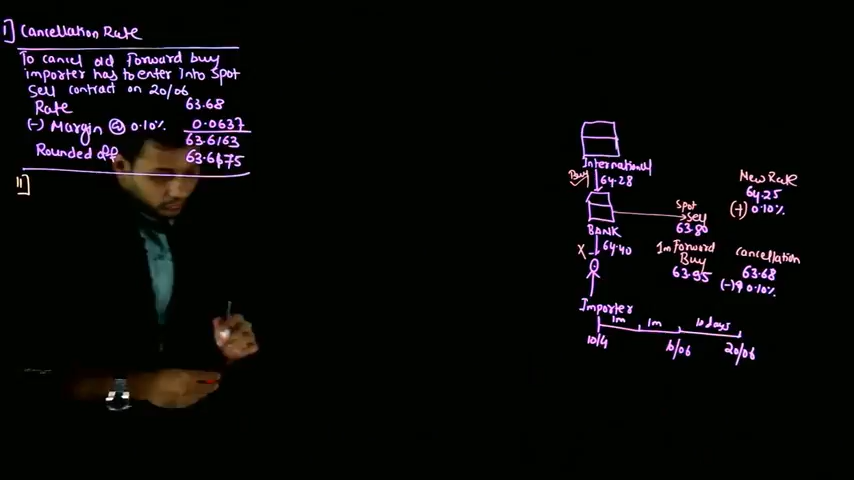 I] Cancellation Rate
To cancel old Forward buy
importer has to enter Into Spot
Sell contract on 20/06
Rate 63.68
(-) Margin @ 0.10% 0.0637
63.6163
Rounded off 63.6175
II]
International
Buy 64.28
BANK
X 64.40
Importer
1m 1m 10 days
10/4 10/06 20/06
Spot
Sell
63.80
1m Forward
Buy
63.95
New Rate
64.25
(+) 0.10%
Cancellation
63.68
(-) 0.10%